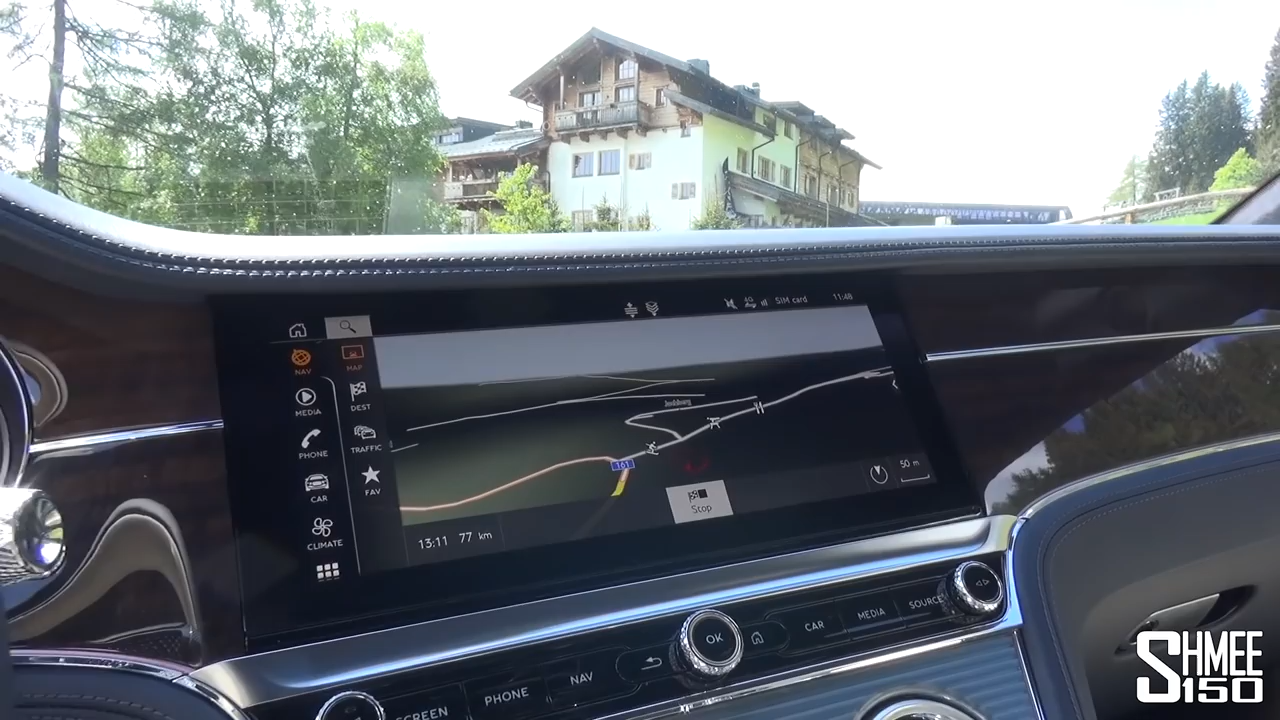 SIM card 11:48
NAV
MAP
MEDIA
DEST
PHONE
TRAFFIC
CAR
FAV
CLIMATE
161
50 m
Stop
13:11 77 km
SCREEN PHONE NAV OK CAR MEDIA SOURCE
SHMEE
150